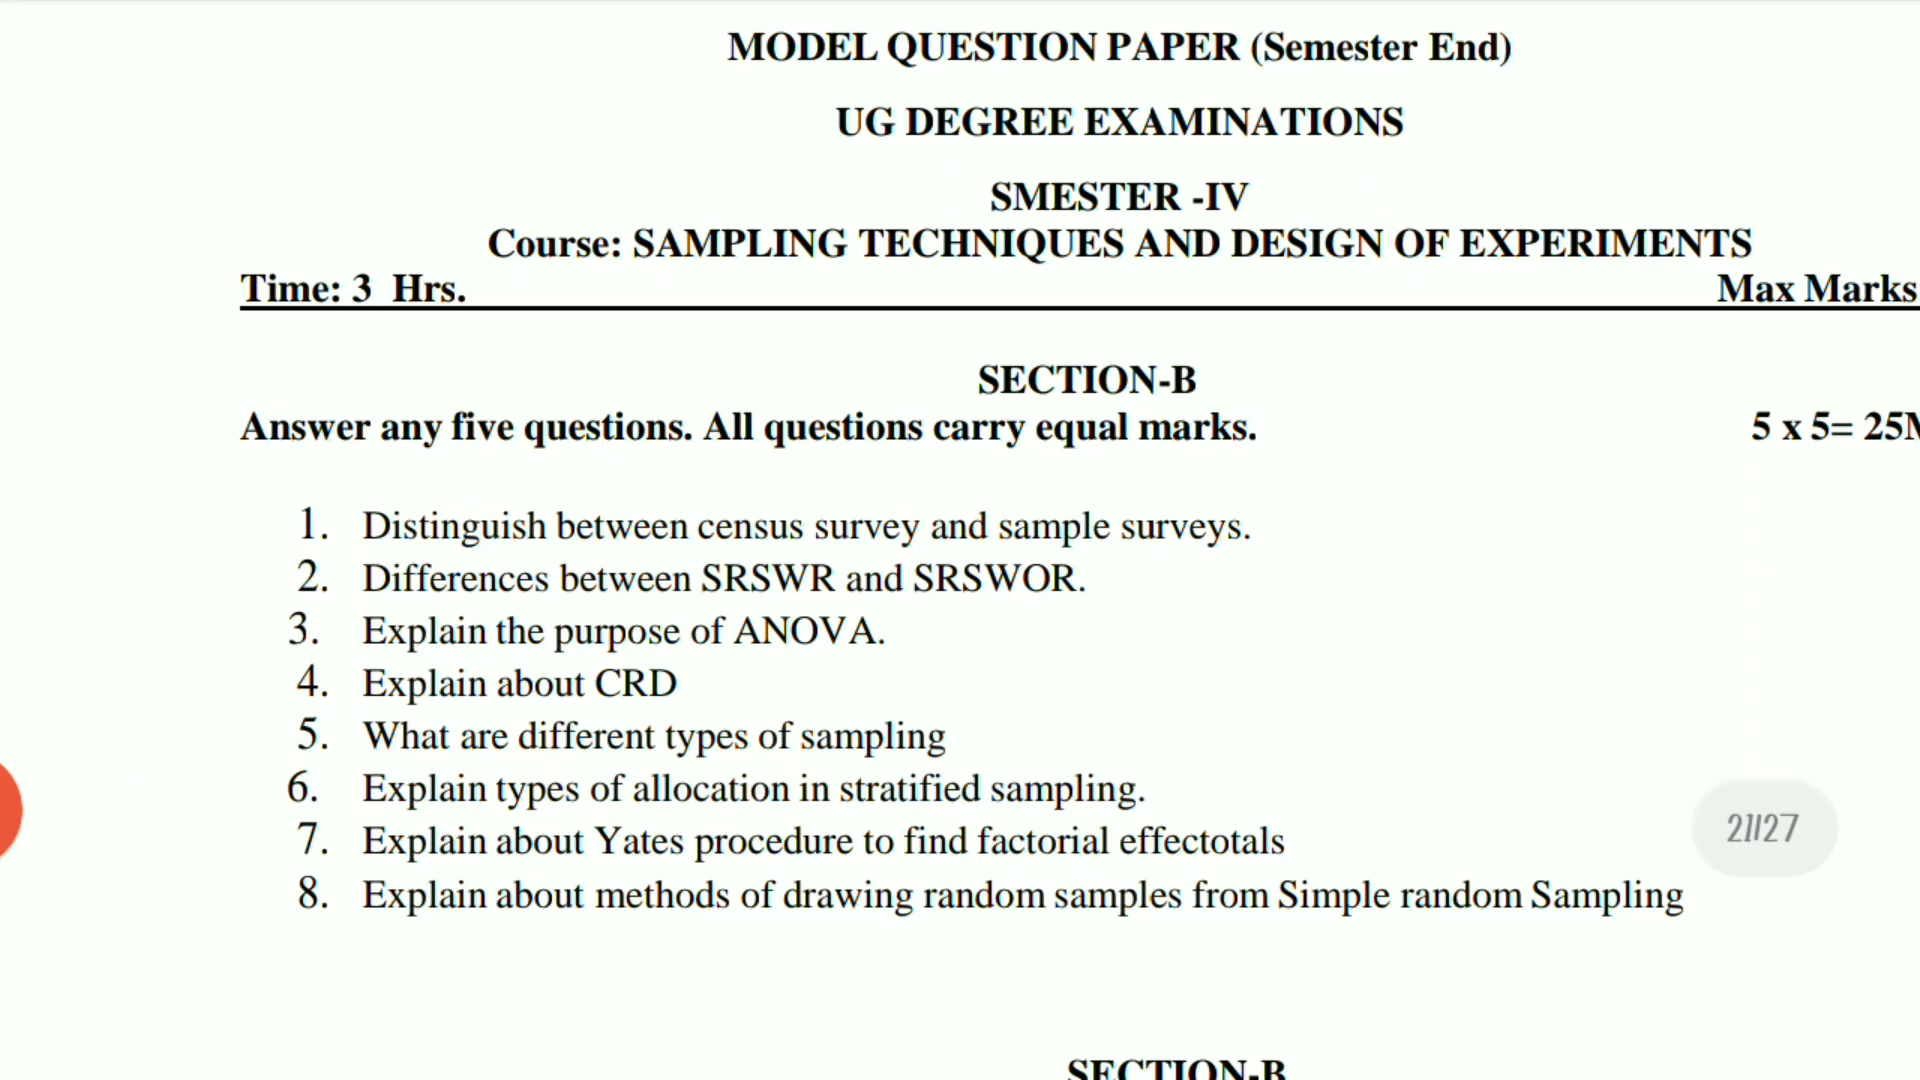 MODEL QUESTION PAPER (Semester End)
UG DEGREE EXAMINATIONS
SMESTER -IV
Course: SAMPLING TECHNIQUES AND DESIGN OF EXPERIMENTS
Time: 3 Hrs. Max Marks
SECTION-B
Answer any five questions. All questions carry equal marks. 5 x 5= 25M
1. Distinguish between census survey and sample surveys.
2. Differences between SRSWR and SRSWOR.
3. Explain the purpose of ANOVA.
4. Explain about CRD
5. What are different types of sampling
6. Explain types of allocation in stratified sampling.
7. Explain about Yates procedure to find factorial effectotals
8. Explain about methods of drawing random samples from Simple random Sampling
21/27
SECTION-B